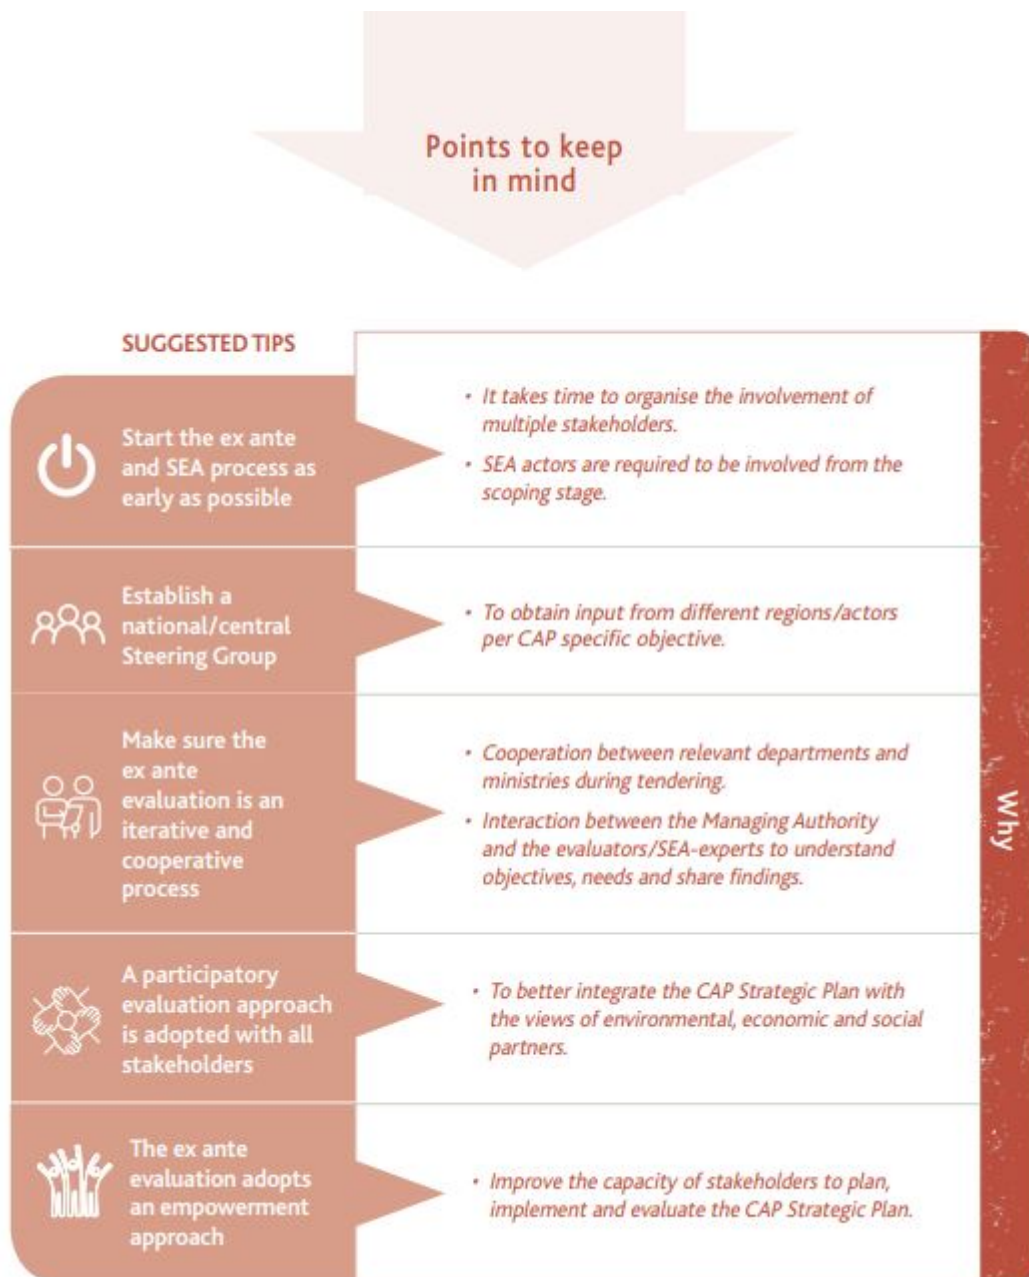 Points to keep
in mind
SUGGESTED TIPS
Start the ex ante
and SEA process as
early as possible
• It takes time to organise the involvement of
multiple stakeholders.
• SEA actors are required to be involved from the
scoping stage.
Establish a
national/central
Steering Group
• To obtain input from different regions/actors
per CAP specific objective.
Make sure the
ex ante
evaluation is an
iterative and
cooperative
process
• Cooperation between relevant departments and
ministries during tendering.
• Interaction between the Managing Authority
and the evaluators/SEA-experts to understand
objectives, needs and share findings.
A participatory
evaluation approach
is adopted with all
stakeholders
• To better integrate the CAP Strategic Plan with
the views of environmental, economic and social
partners.
The ex ante
evaluation adopts
an empowerment
approach
• Improve the capacity of stakeholders to plan,
implement and evaluate the CAP Strategic Plan.
Why